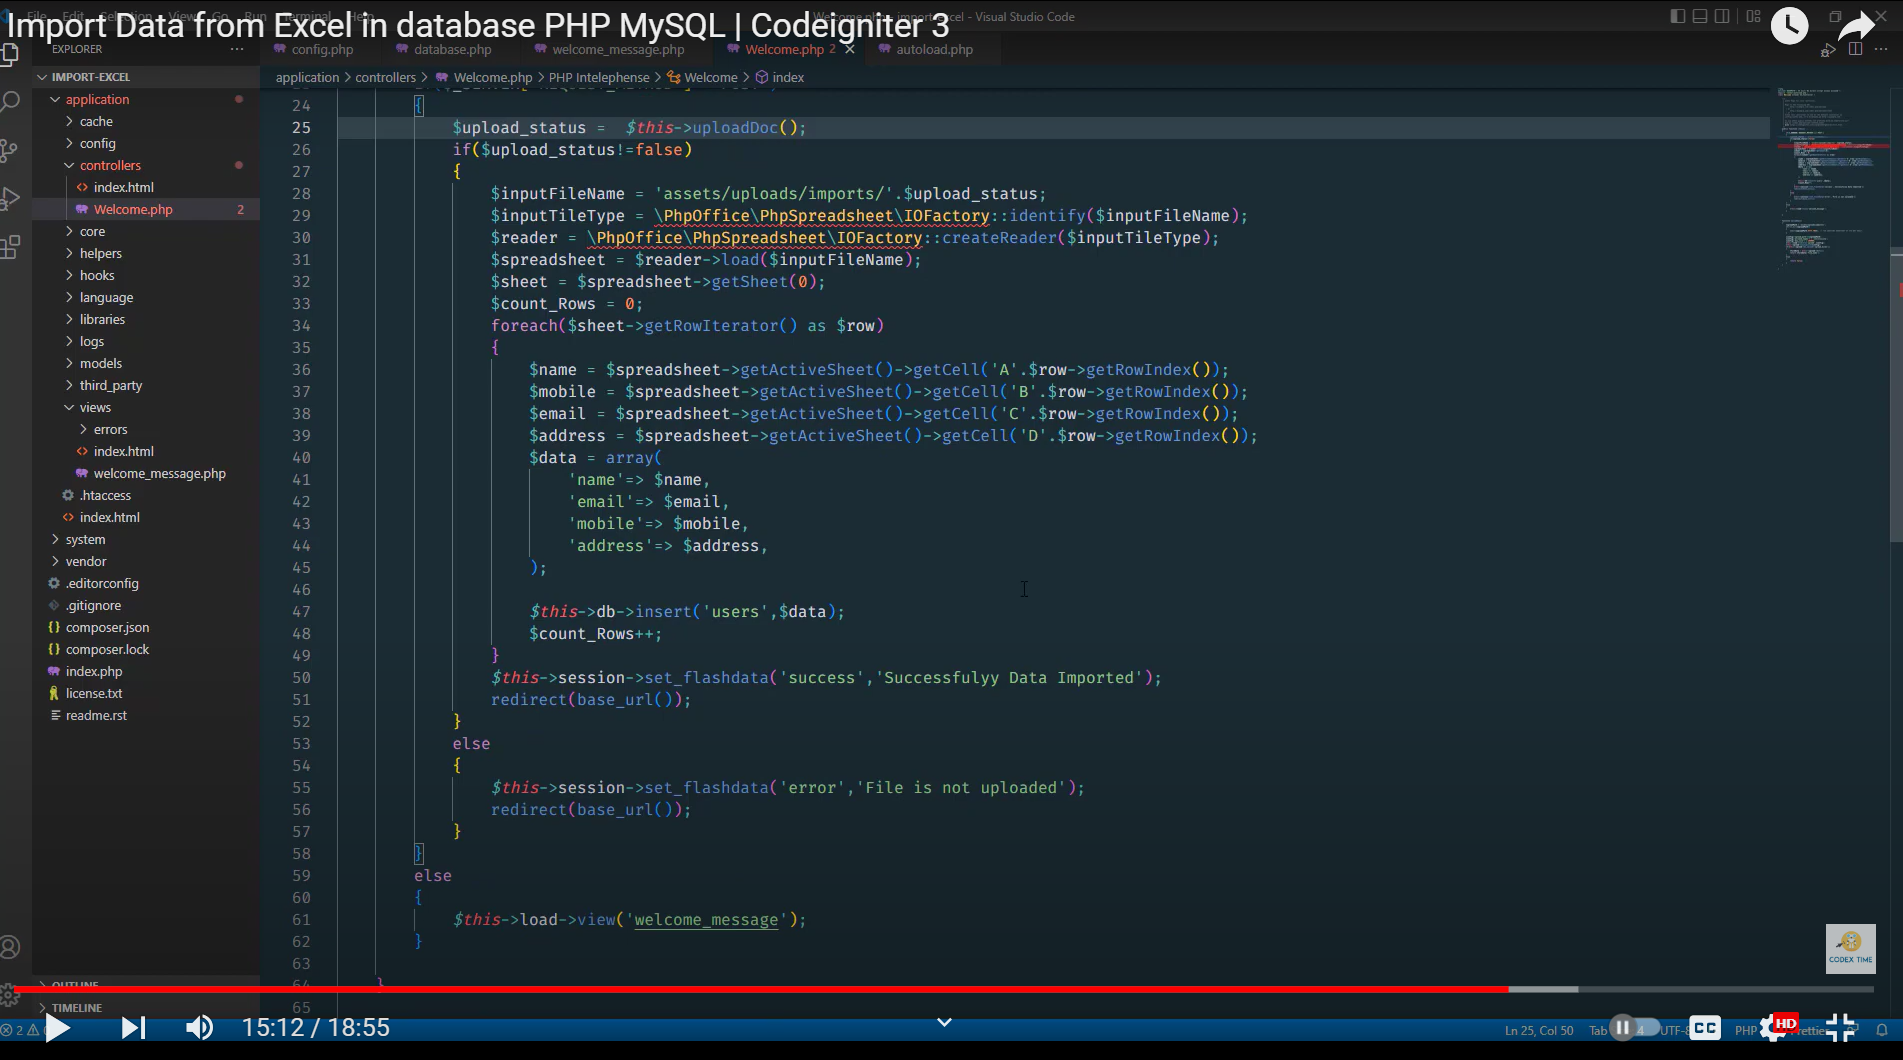 Import Data from Excel in database PHP MySQL | Codeigniter 3
Visual Studio Code
EXPLORER
config.php
database.php
welcome_message.php
Welcome.php 2
autoload.php
IMPORT-EXCEL
application > controllers > Welcome.php > PHP Intelephense > Welcome > index
application
cache
config
controllers
index.html
Welcome.php 2
core
helpers
hooks
language
libraries
logs
models
third_party
views
errors
index.html
welcome_message.php
.htaccess
index.html
system
vendor
.editorconfig
.gitignore
composer.json
composer.lock
index.php
license.txt
readme.rst
OUTLINE
TIMELINE
24 {
25 $upload_status =  $this->uploadDoc();
26 if($upload_status!=false)
27 {
28 $inputFileName = 'assets/uploads/imports/'.$upload_status;
29 $inputTileType = \PhpOffice\PhpSpreadsheet\IOFactory::identify($inputFileName);
30 $reader = \PhpOffice\PhpSpreadsheet\IOFactory::createReader($inputTileType);
31 $spreadsheet = $reader->load($inputFileName);
32 $sheet = $spreadsheet->getSheet(0);
33 $count_Rows = 0;
34 foreach($sheet->getRowIterator() as $row)
35 {
36 $name = $spreadsheet->getActiveSheet()->getCell('A'.$row->getRowIndex());
37 $mobile = $spreadsheet->getActiveSheet()->getCell('B'.$row->getRowIndex());
38 $email = $spreadsheet->getActiveSheet()->getCell('C'.$row->getRowIndex());
39 $address = $spreadsheet->getActiveSheet()->getCell('D'.$row->getRowIndex());
40 $data = array(
41 'name'=> $name,
42 'email'=> $email,
43 'mobile'=> $mobile,
44 'address'=> $address,
45 );
46
47 $this->db->insert('users',$data);
48 $count_Rows++;
49 }
50 $this->session->set_flashdata('success','Successfulyy Data Imported');
51 redirect(base_url());
52 }
53 else
54 {
55 $this->session->set_flashdata('error','File is not uploaded');
56 redirect(base_url());
57 }
58 }
59 else
60 {
61 $this->load->view('welcome_message');
62 }
63
64 }
65
CODEX TIME
15:12 / 18:55
Ln 25, Col 50
CC
PHP
HD